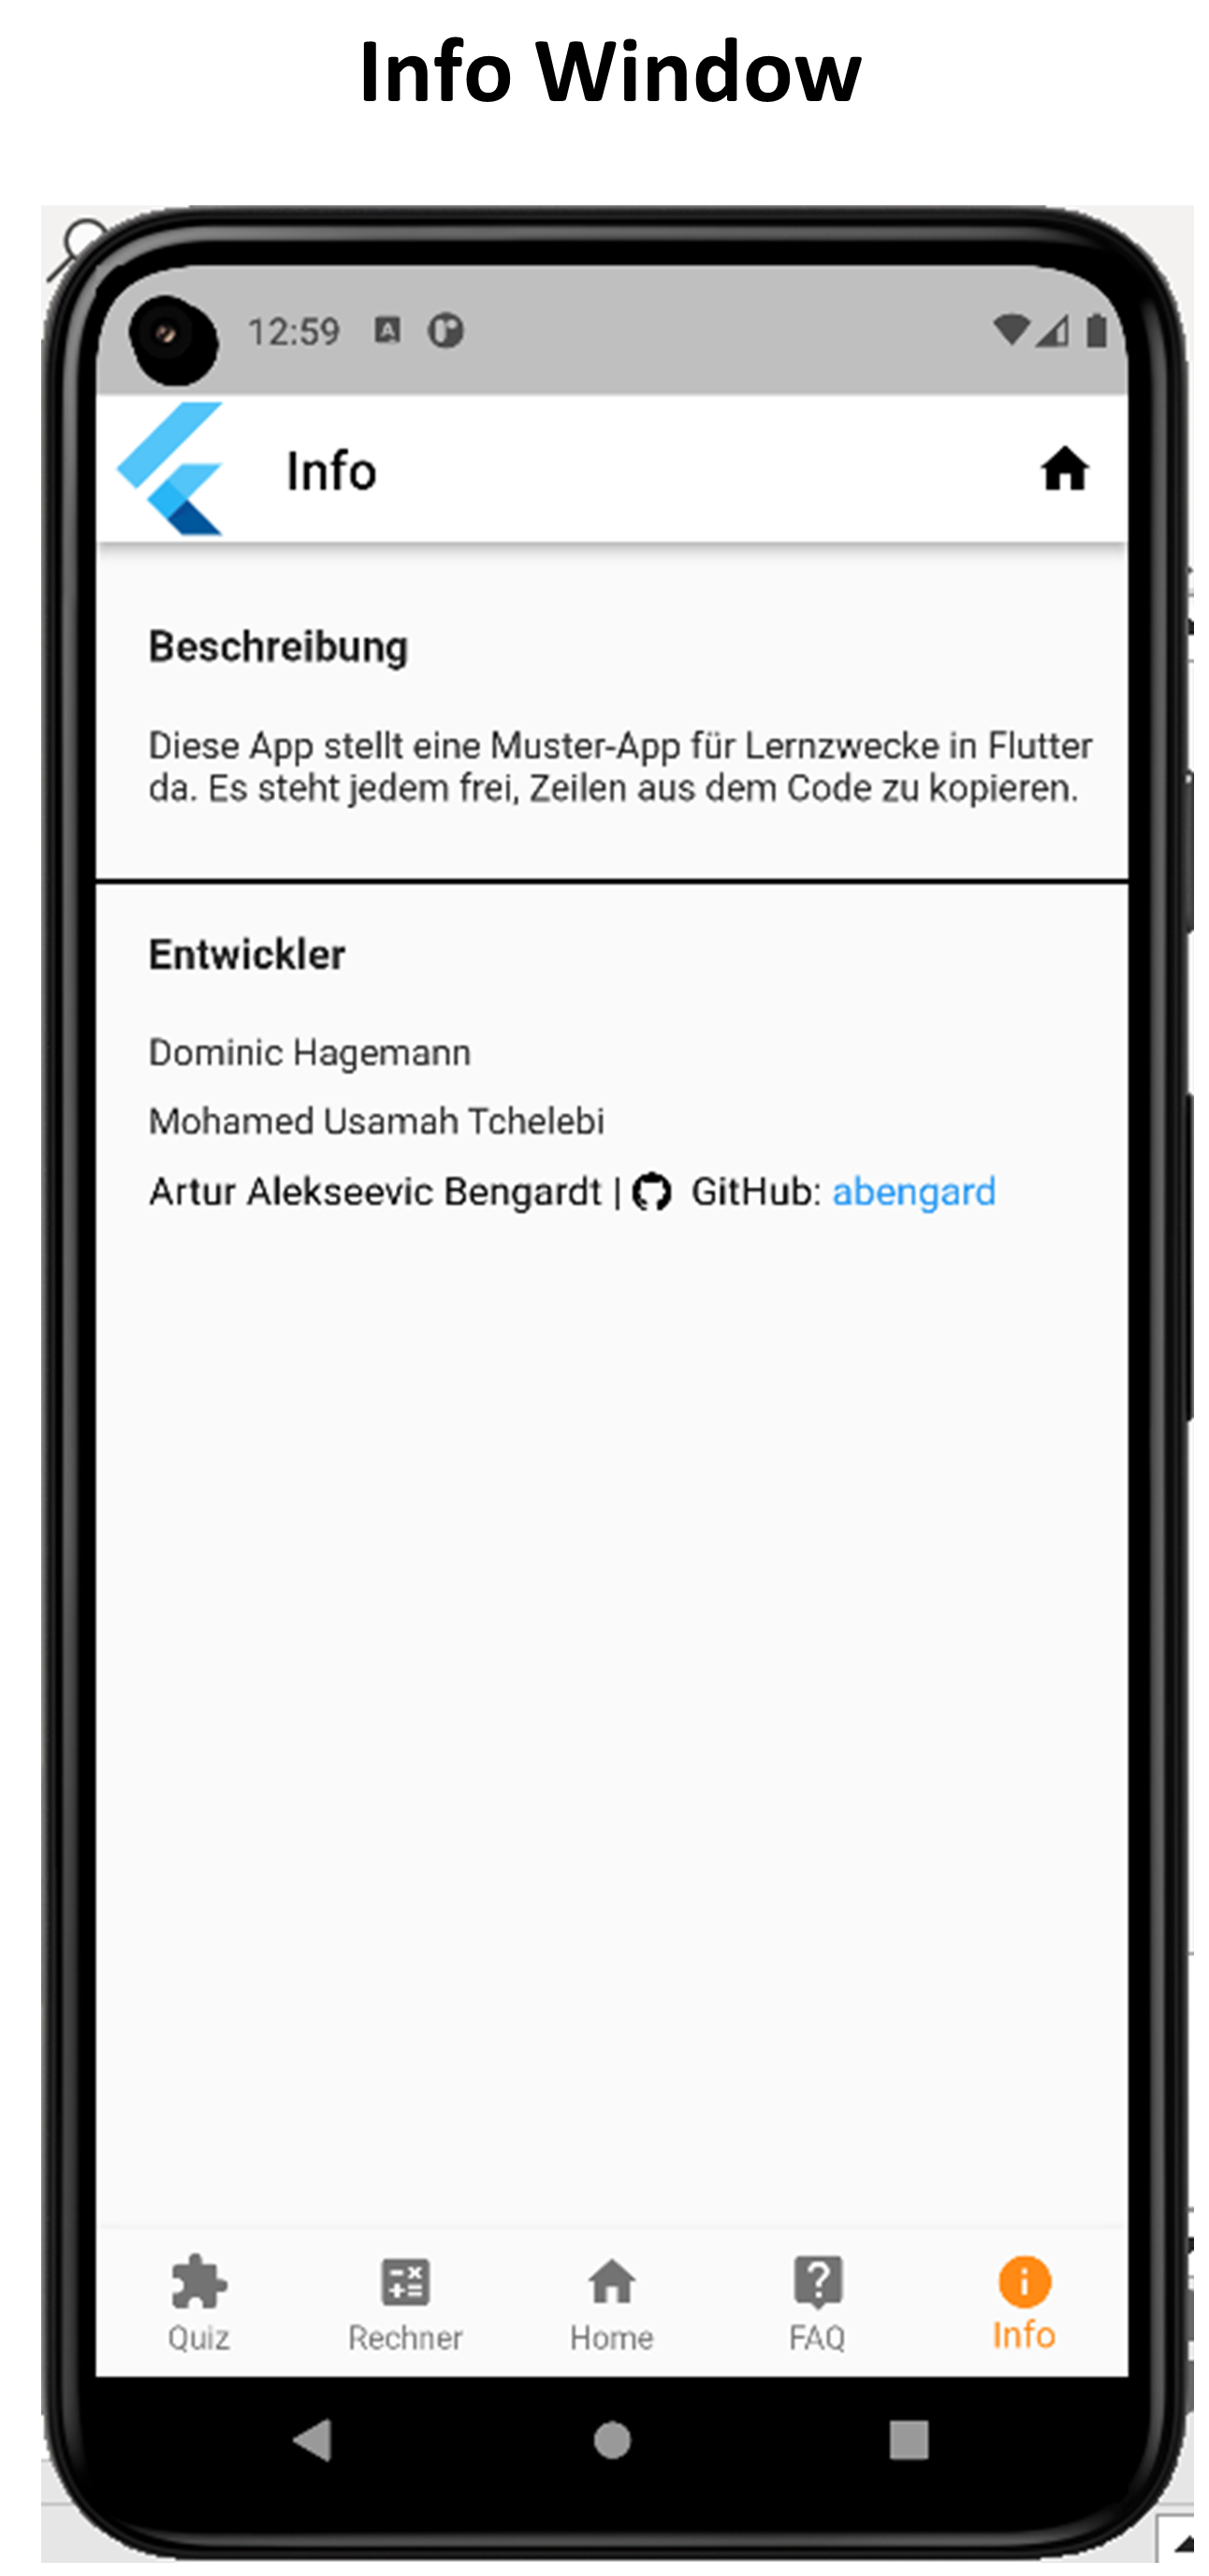 Info Window
12:59
Info
Beschreibung
Diese App stellt eine Muster-App für Lernzwecke in Flutter
da. Es steht jedem frei, Zeilen aus dem Code zu kopieren.
Entwickler
Dominic Hagemann
Mohamed Usamah Tchelebi
Artur Alekseevic Bengardt | GitHub: abengard
Quiz Rechner Home FAQ Info